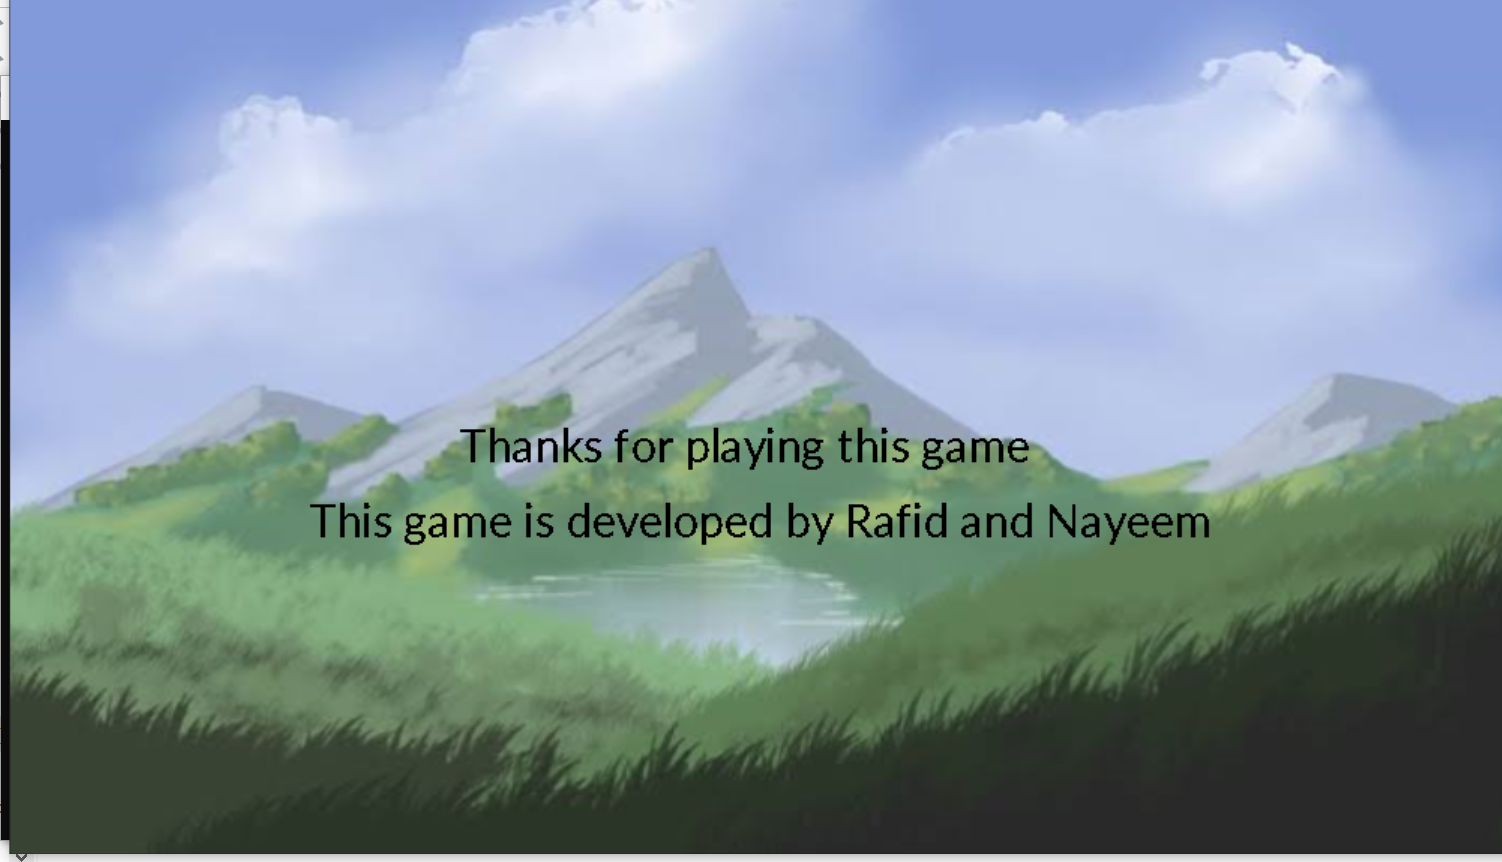 Thanks for playing this game
This game is developed by Rafid and Nayeem